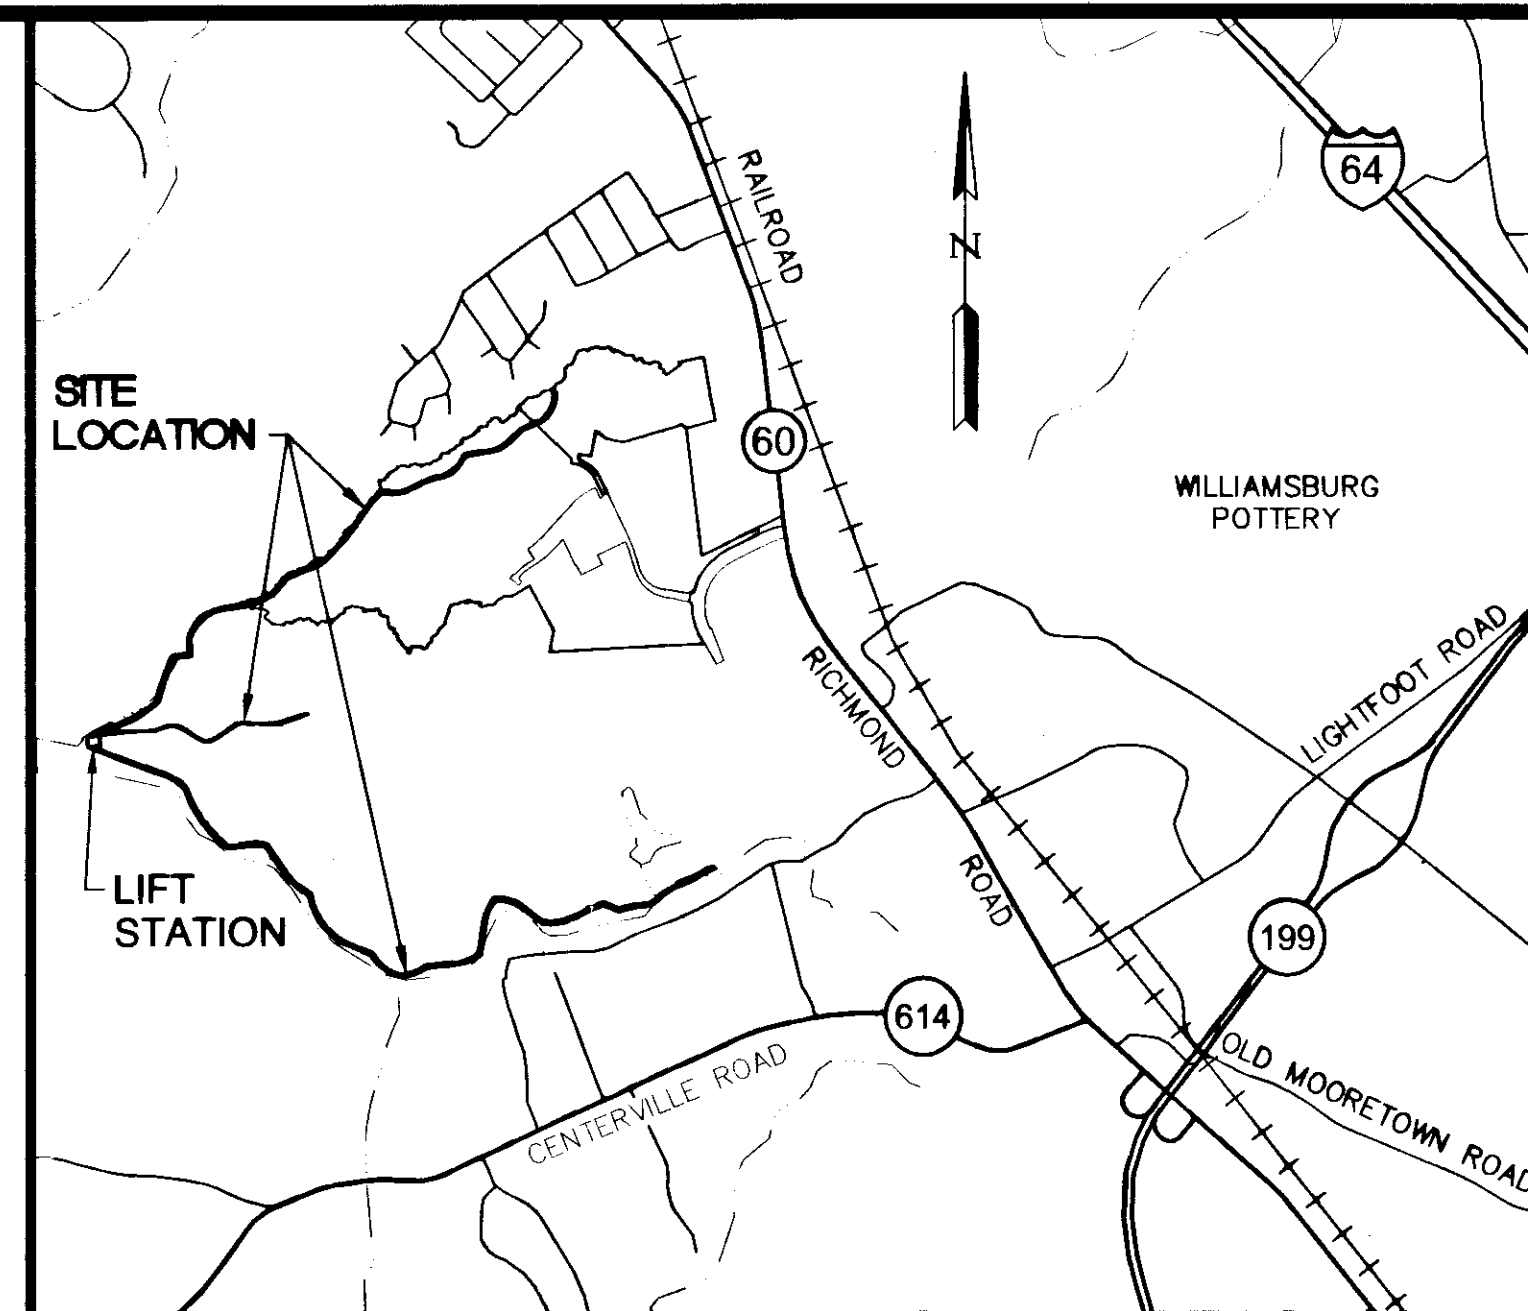 64
RAILROAD
N
SITE
LOCATION
60
WILLIAMSBURG
POTTERY
LIGHTFOOT ROAD
RICHMOND
ROAD
LIFT
STATION
199
614
OLD MOORETOWN ROAD
CENTERVILLE ROAD